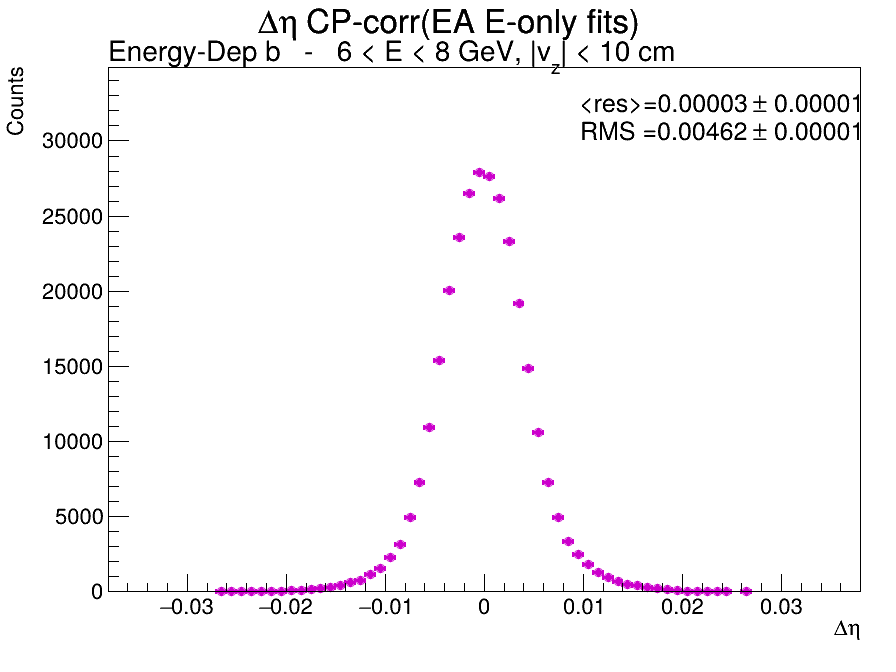 Δη CP-corr(EA E-only fits)
Energy-Dep b - 6 < E < 8 GeV, |v_z| < 10 cm
<res>=0.00003 ± 0.00001
RMS =0.00462 ± 0.00001
Counts
30000
25000
20000
15000
10000
5000
0
−0.03 −0.02 −0.01 0 0.01 0.02 0.03
Δη